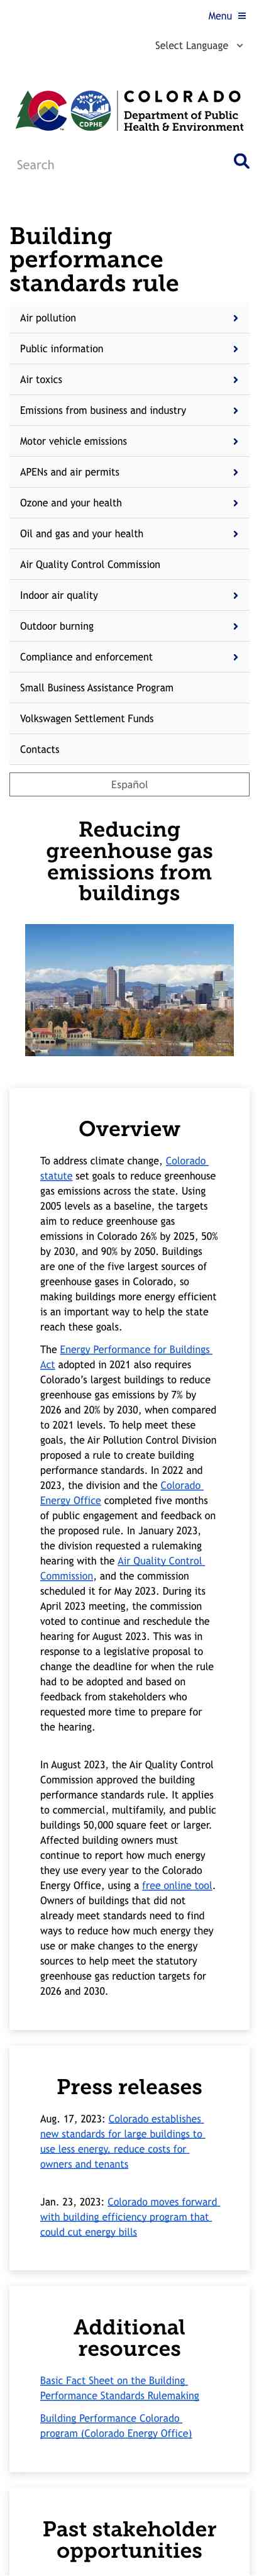 Menu
Select Language
COLORADO
Department of Public
Health & Environment
CDPHE
Search
Building
performance
standards rule
Air pollution
Public information
Air toxics
Emissions from business and industry
Motor vehicle emissions
APENs and air permits
Ozone and your health
Oil and gas and your health
Air Quality Control Commission
Indoor air quality
Outdoor burning
Compliance and enforcement
Small Business Assistance Program
Volkswagen Settlement Funds
Contacts
Español
Reducing
greenhouse gas
emissions from
buildings
Overview
To address climate change, Colorado
statute set goals to reduce greenhouse
gas emissions across the state. Using
2005 levels as a baseline, the targets
aim to reduce greenhouse gas
emissions in Colorado 26% by 2025, 50%
by 2030, and 90% by 2050. Buildings
are one of the five largest sources of
greenhouse gases in Colorado, so
making buildings more energy efficient
is an important way to help the state
reach these goals.
The Energy Performance for Buildings
Act adopted in 2021 also requires
Colorado's largest buildings to reduce
greenhouse gas emissions by 7% by
2026 and 20% by 2030, when compared
to 2021 levels. To help meet these
goals, the Air Pollution Control Division
proposed a rule to create building
performance standards. In 2022 and
2023, the division and the Colorado
Energy Office completed five months
of public engagement and feedback on
the proposed rule. In January 2023,
the division requested a rulemaking
hearing with the Air Quality Control
Commission, and the commission
scheduled it for May 2023. During its
April 2023 meeting, the commission
voted to continue and reschedule the
hearing for August 2023. This was in
response to a legislative proposal to
change the deadline for when the rule
had to be adopted and based on
feedback from stakeholders who
requested more time to prepare for
the hearing.
In August 2023, the Air Quality Control
Commission approved the building
performance standards rule. It applies
to commercial, multifamily, and public
buildings 50,000 square feet or larger.
Affected building owners must
continue to report how much energy
they use every year to the Colorado
Energy Office, using a free online tool.
Owners of buildings that did not
already meet standards need to find
ways to reduce how much energy they
use or make changes to the energy
sources to help meet the statutory
greenhouse gas reduction targets for
2026 and 2030.
Press releases
Aug. 17, 2023: Colorado establishes
new standards for large buildings to
use less energy, reduce costs for
owners and tenants
Jan. 23, 2023: Colorado moves forward
with building efficiency program that
could cut energy bills
Additional
resources
Basic Fact Sheet on the Building
Performance Standards Rulemaking
Building Performance Colorado
program (Colorado Energy Office)
Past stakeholder
opportunities